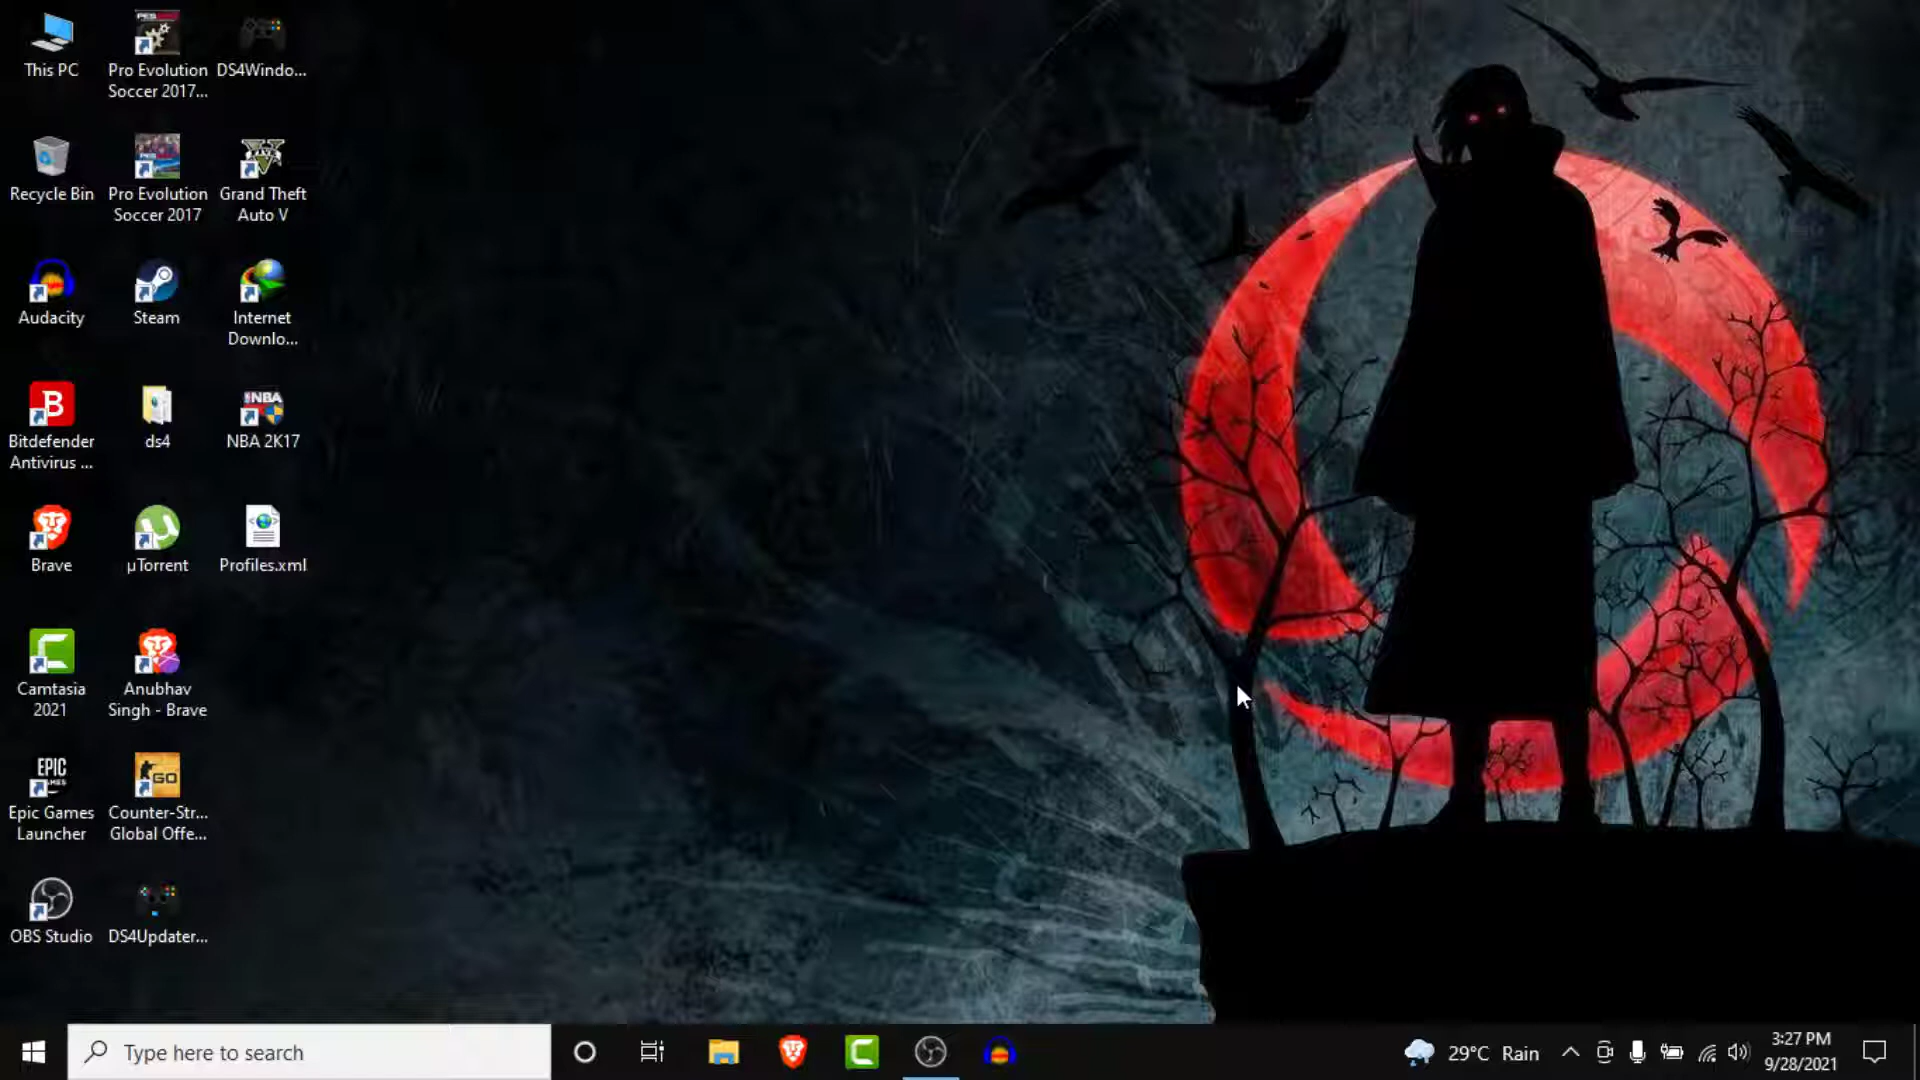 This PC
Pro Evolution
Soccer 2017...
DS4Windo...
Recycle Bin
Pro Evolution
Soccer 2017
Grand Theft
Auto V
Audacity
Steam
Internet
Downlo...
Bitdefender
Antivirus ...
ds4
NBA 2K17
Brave
µTorrent
Profiles.xml
Camtasia
2021
Anubhav
Singh - Brave
Epic Games
Launcher
Counter-Str...
Global Offe...
OBS Studio
DS4Updater...
Type here to search
29°C Rain
3:27 PM
9/28/2021